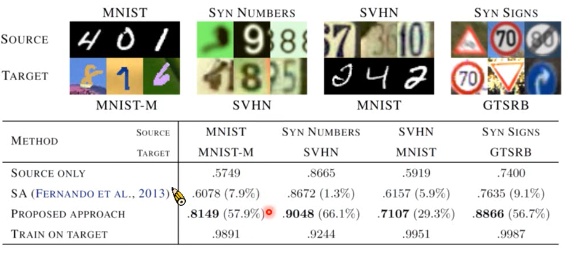 MNIST SYN NUMBERS SVHN SYN SIGNS
SOURCE
TARGET
MNIST-M SVHN MNIST GTSRB
METHOD SOURCE MNIST SYN NUMBERS SVHN SYN SIGNS
TARGET MNIST-M SVHN MNIST GTSRB
SOURCE ONLY .5749 .8665 .5919 .7400
SA (FERNANDO ET AL., 2013) .6078 (7.9%) .8672 (1.3%) .6157 (5.9%) .7635 (9.1%)
PROPOSED APPROACH .8149 (57.9%) .9048 (66.1%) .7107 (29.3%) .8866 (56.7%)
TRAIN ON TARGET .9891 .9244 .9951 .9987